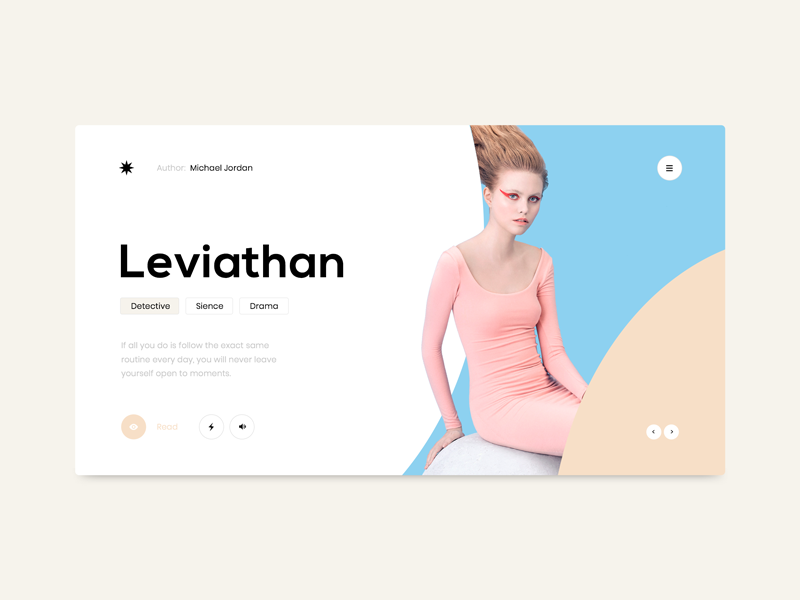 Author: Michael Jordan
Leviathan
Detective Sience Drama
If all you do is follow the exact same
routine every day, you will never leave
yourself open to moments.
Read